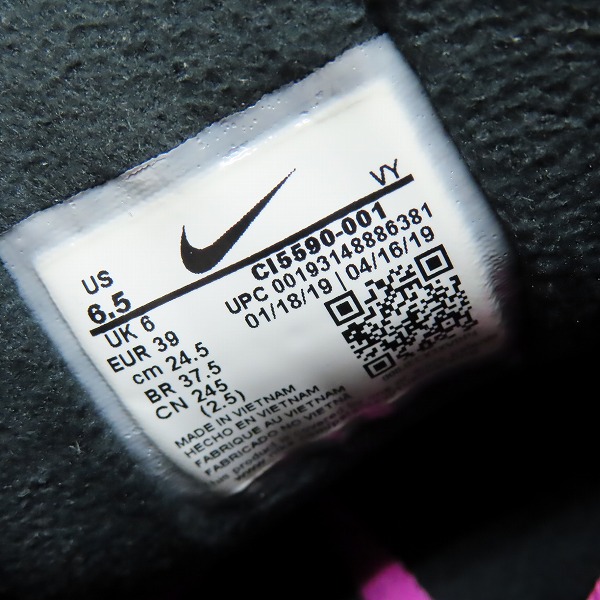 VY
US
6.5
CI5590-001
UPC 00193148886381
01/18/19 | 04/16/19
UK 6
EUR 39
cm 24.5
BR 37.5
CN 245
(2.5)
MADE IN VIETNAM
HECHO EN VIETNAM
FABRIQUE AU VIETNAM
FABRICADO NO